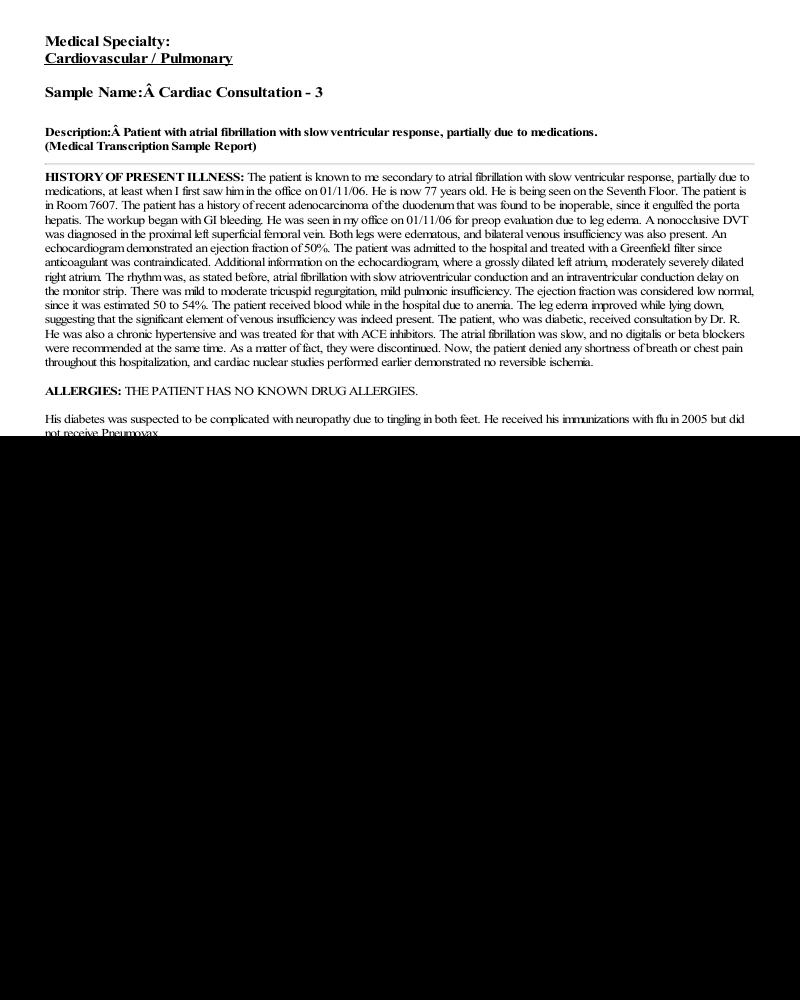 Medical Specialty:
Cardiovascular / Pulmonary
Sample Name:Â Cardiac Consultation - 3
Description:Â Patient with atrial fibrillation with slow ventricular response, partially due to medications.
(Medical Transcription Sample Report)
HISTORY OF PRESENT ILLNESS: The patient is known to me secondary to atrial fibrillation with slow ventricular response, partially due to
medications, at least when I first saw him in the office on 01/11/06. He is now 77 years old. He is being seen on the Seventh Floor. The patient is
in Room 7607. The patient has a history of recent adenocarcinoma of the duodenum that was found to be inoperable, since it engulfed the porta
hepatis. The workup began with GI bleeding. He was seen in my office on 01/11/06 for preop evaluation due to leg edema. A nonocclusive DVT
was diagnosed in the proximal left superficial femoral vein. Both legs were edematous, and bilateral venous insufficiency was also present. An
echocardiogram demonstrated an ejection fraction of 50%. The patient was admitted to the hospital and treated with a Greenfield filter since
anticoagulant was contraindicated. Additional information on the echocardiogram, where a grossly dilated left atrium, moderately severely dilated
right atrium. The rhythm was, as stated before, atrial fibrillation with slow atrioventricular conduction and an intraventricular conduction delay on
the monitor strip. There was mild to moderate tricuspid regurgitation, mild pulmonic insufficiency. The ejection fraction was considered low normal,
since it was estimated 50 to 54%. The patient received blood while in the hospital due to anemia. The leg edema improved while lying down,
suggesting that the significant element of venous insufficiency was indeed present. The patient, who was diabetic, received consultation by Dr. R.
He was also a chronic hypertensive and was treated for that with ACE inhibitors. The atrial fibrillation was slow, and no digitalis or beta blockers
were recommended at the same time. As a matter of fact, they were discontinued. Now, the patient denied any shortness of breath or chest pain
throughout this hospitalization, and cardiac nuclear studies performed earlier demonstrated no reversible ischemia.
ALLERGIES: THE PATIENT HAS NO KNOWN DRUG ALLERGIES.
His diabetes was suspected to be complicated with neuropathy due to tingling in both feet. He received his immunizations with flu in 2005 but did
not receive Pneumovax.